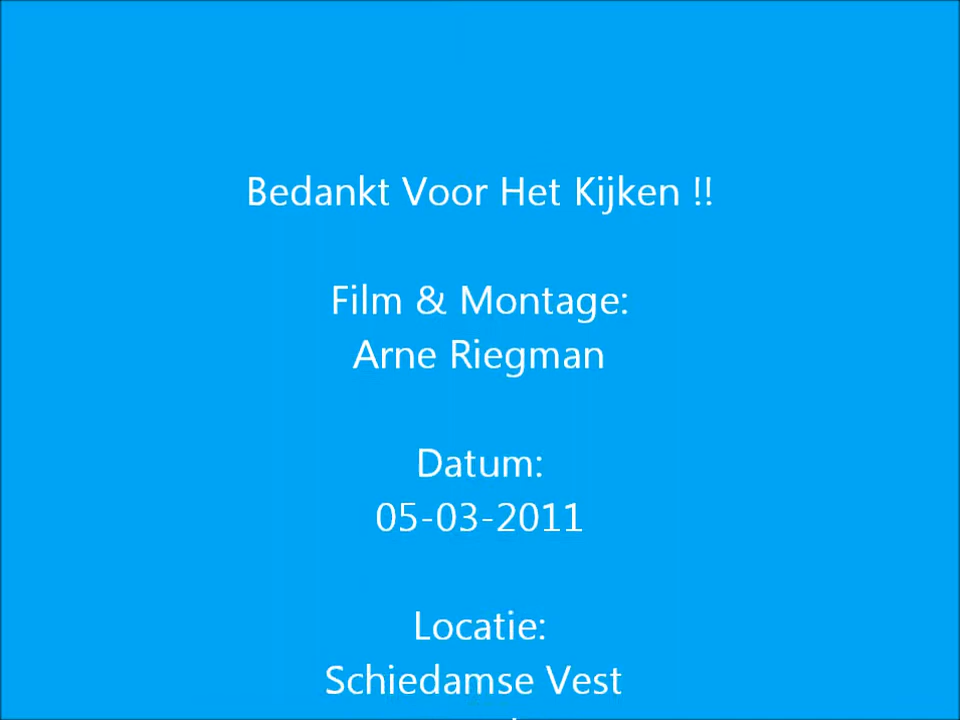 Bedankt Voor Het Kijken !!
Film & Montage:
Arne Riegman
Datum:
05-03-2011
Locatie:
Schiedamse Vest